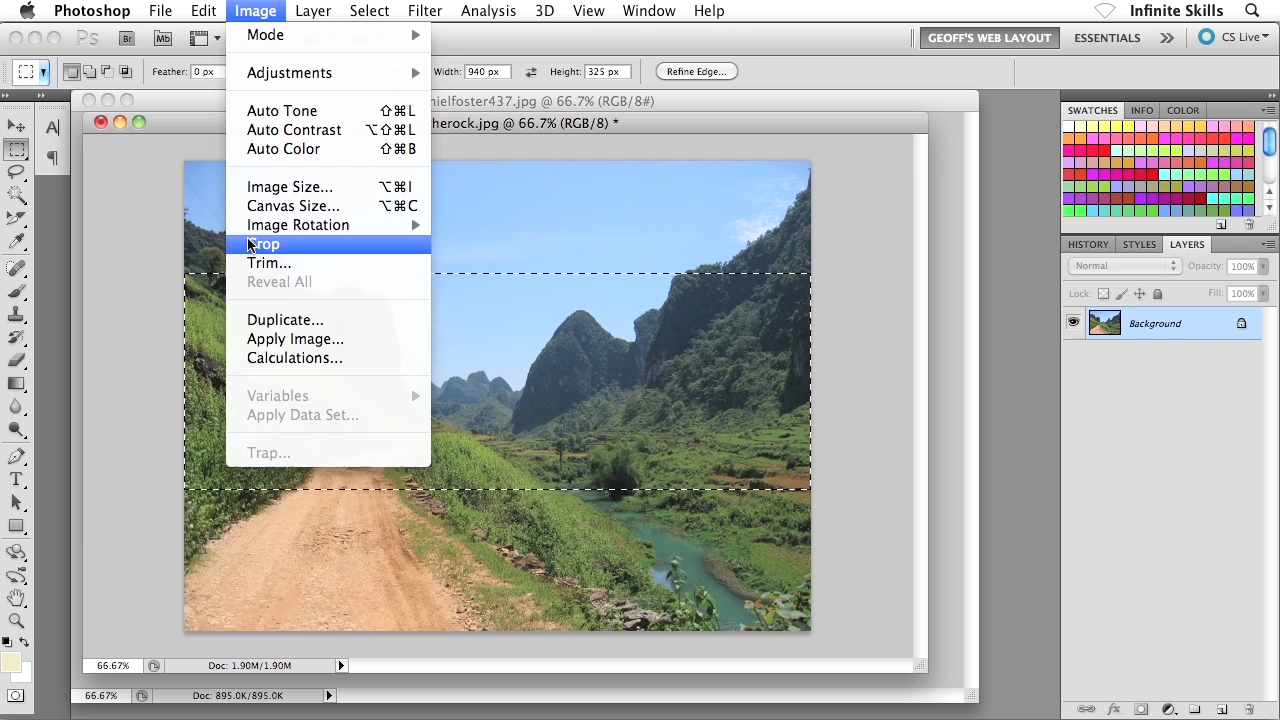 Photoshop File Edit Image Layer Select Filter Analysis 3D View Window Help Infinite Skills
Ps Br Mb GEOFF'S WEB LAYOUT ESSENTIALS CS Live
Feather: 0 px Width: 940 px Height: 325 px Refine Edge...
Mode
Adjustments
Auto Tone ⇧⌘L
Auto Contrast ⌥⇧⌘L
Auto Color ⇧⌘B
Image Size... ⌥⌘I
Canvas Size... ⌥⌘C
Image Rotation
Crop
Trim...
Reveal All
Duplicate...
Apply Image...
Calculations...
Variables
Apply Data Set...
Trap...
nielfoster437.jpg @ 66.7% (RGB/8#)
herock.jpg @ 66.7% (RGB/8) *
66.67% Doc: 1.90M/1.90M
66.67% Doc: 895.0K/895.0K
SWATCHES INFO COLOR
HISTORY STYLES LAYERS
Normal Opacity: 100%
Lock: Fill: 100%
Background